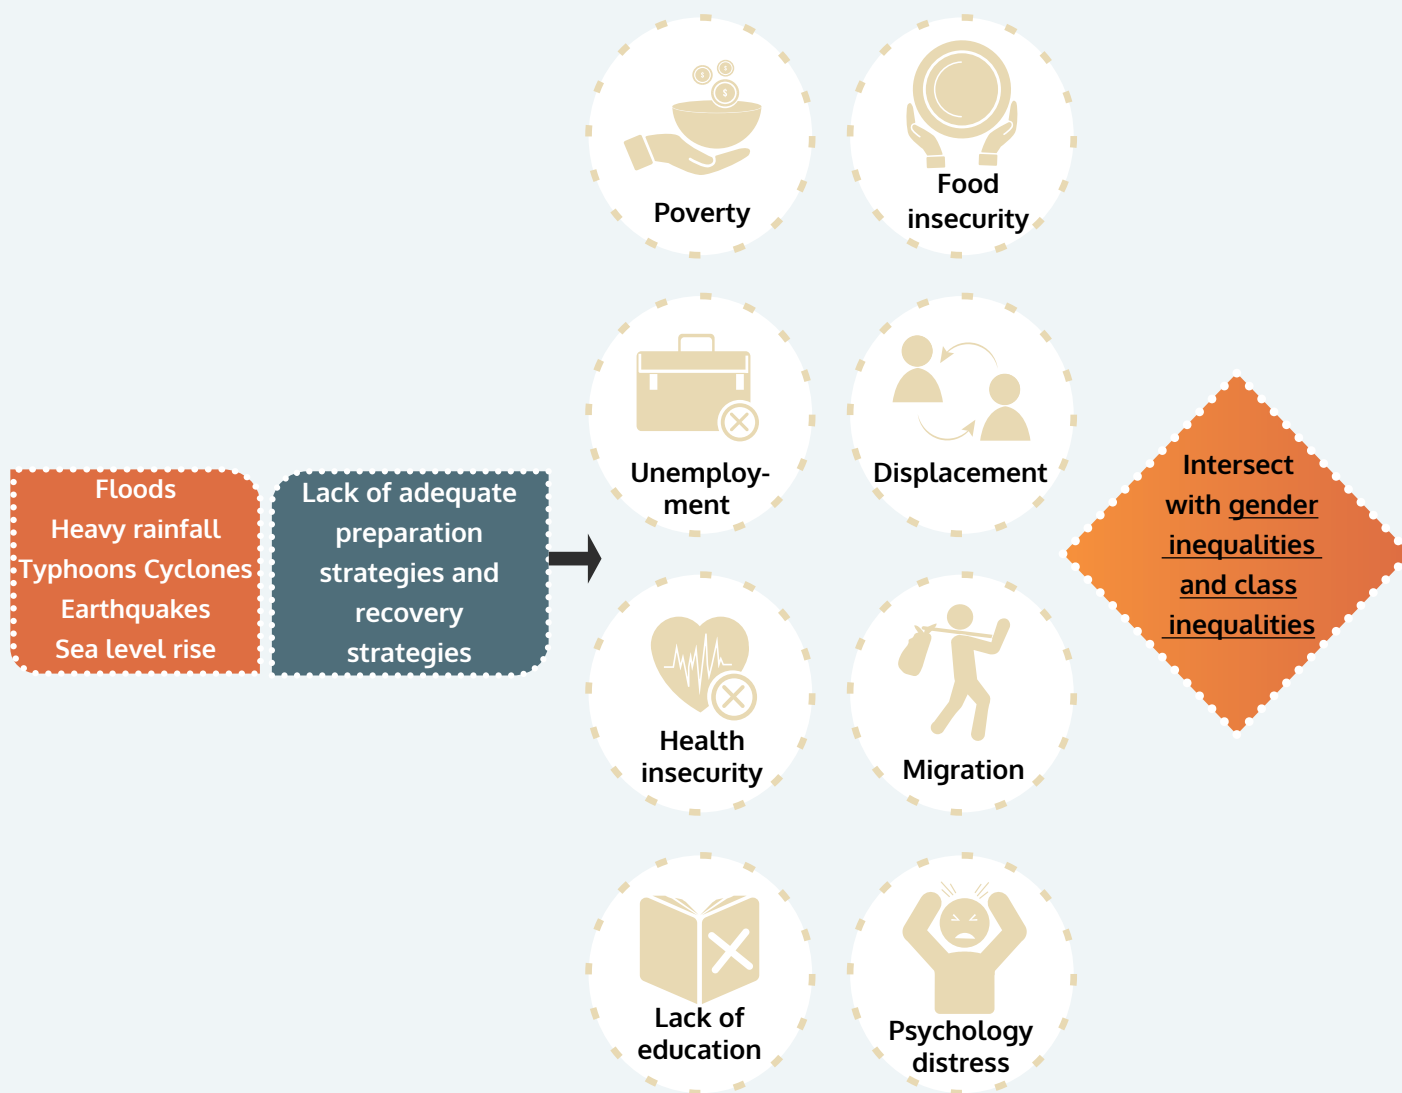 Floods
Heavy rainfall
Typhoons Cyclones
Earthquakes
Sea level rise
Lack of adequate
preparation
strategies and
recovery
strategies
Poverty
Food
insecurity
Unemploy-
ment
Displacement
Health
insecurity
Migration
Lack of
education
Psychology
distress
Intersect
with gender
inequalities
and class
inequalities